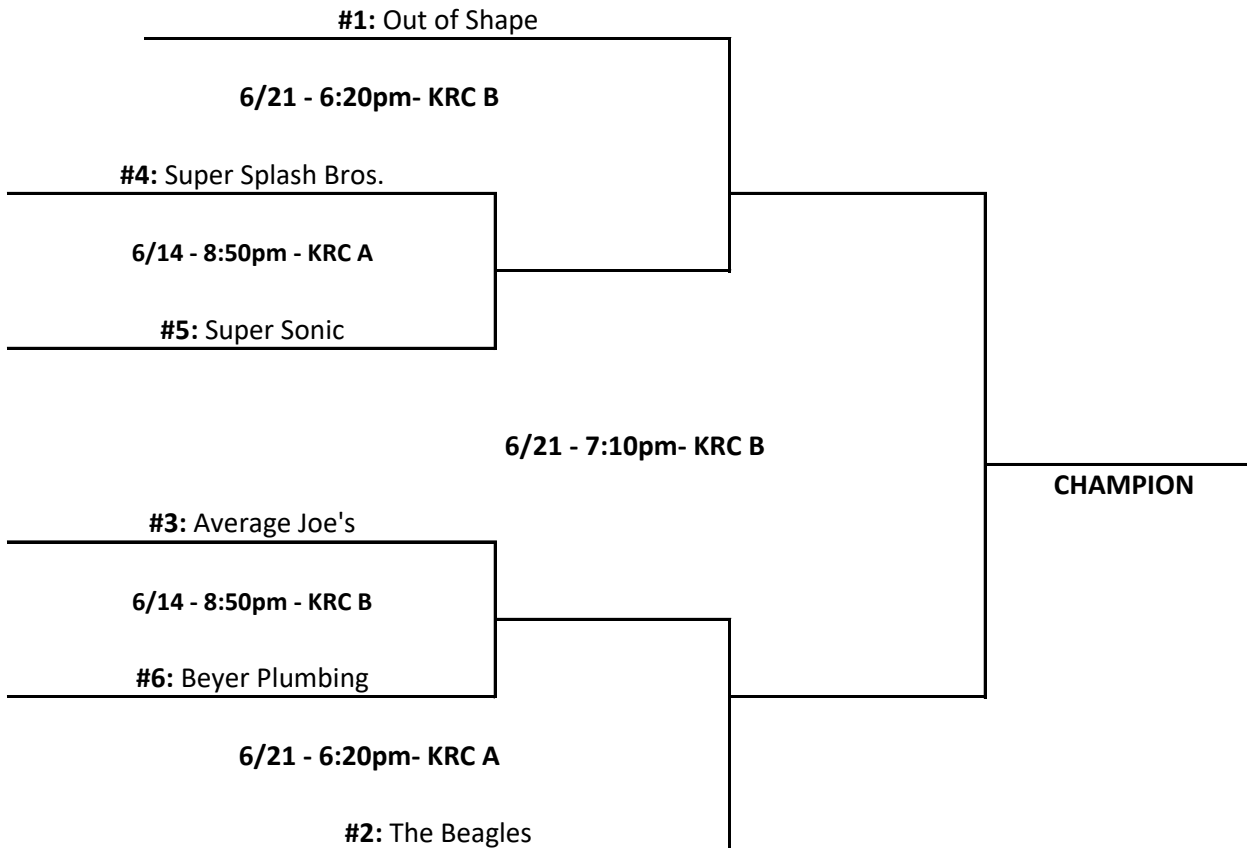 #1: Out of Shape
6/21 - 6:20pm- KRC B
#4: Super Splash Bros.
6/14 - 8:50pm - KRC A
#5: Super Sonic
6/21 - 7:10pm- KRC B
CHAMPION
#3: Average Joe's
6/14 - 8:50pm - KRC B
#6: Beyer Plumbing
6/21 - 6:20pm- KRC A
#2: The Beagles